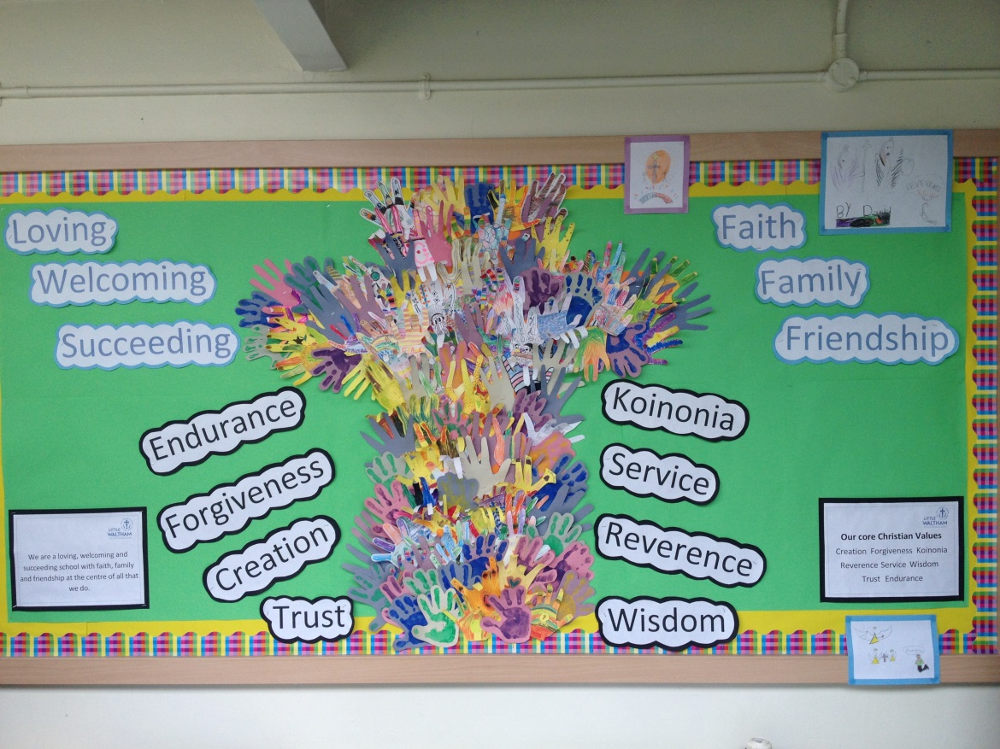 Loving
Welcoming
Succeeding
Faith
Family
Friendship
BY David
Endurance
Forgiveness
Creation
Trust
Koinonia
Service
Reverence
Wisdom
LITTLE
WALTHAM
We are a loving, welcoming and
succeeding school with faith, family
and friendship at the centre of all that
we do.
LITTLE
WALTHAM
Our core Christian Values
Creation Forgiveness Koinonia
Reverence Service Wisdom
Trust Endurance